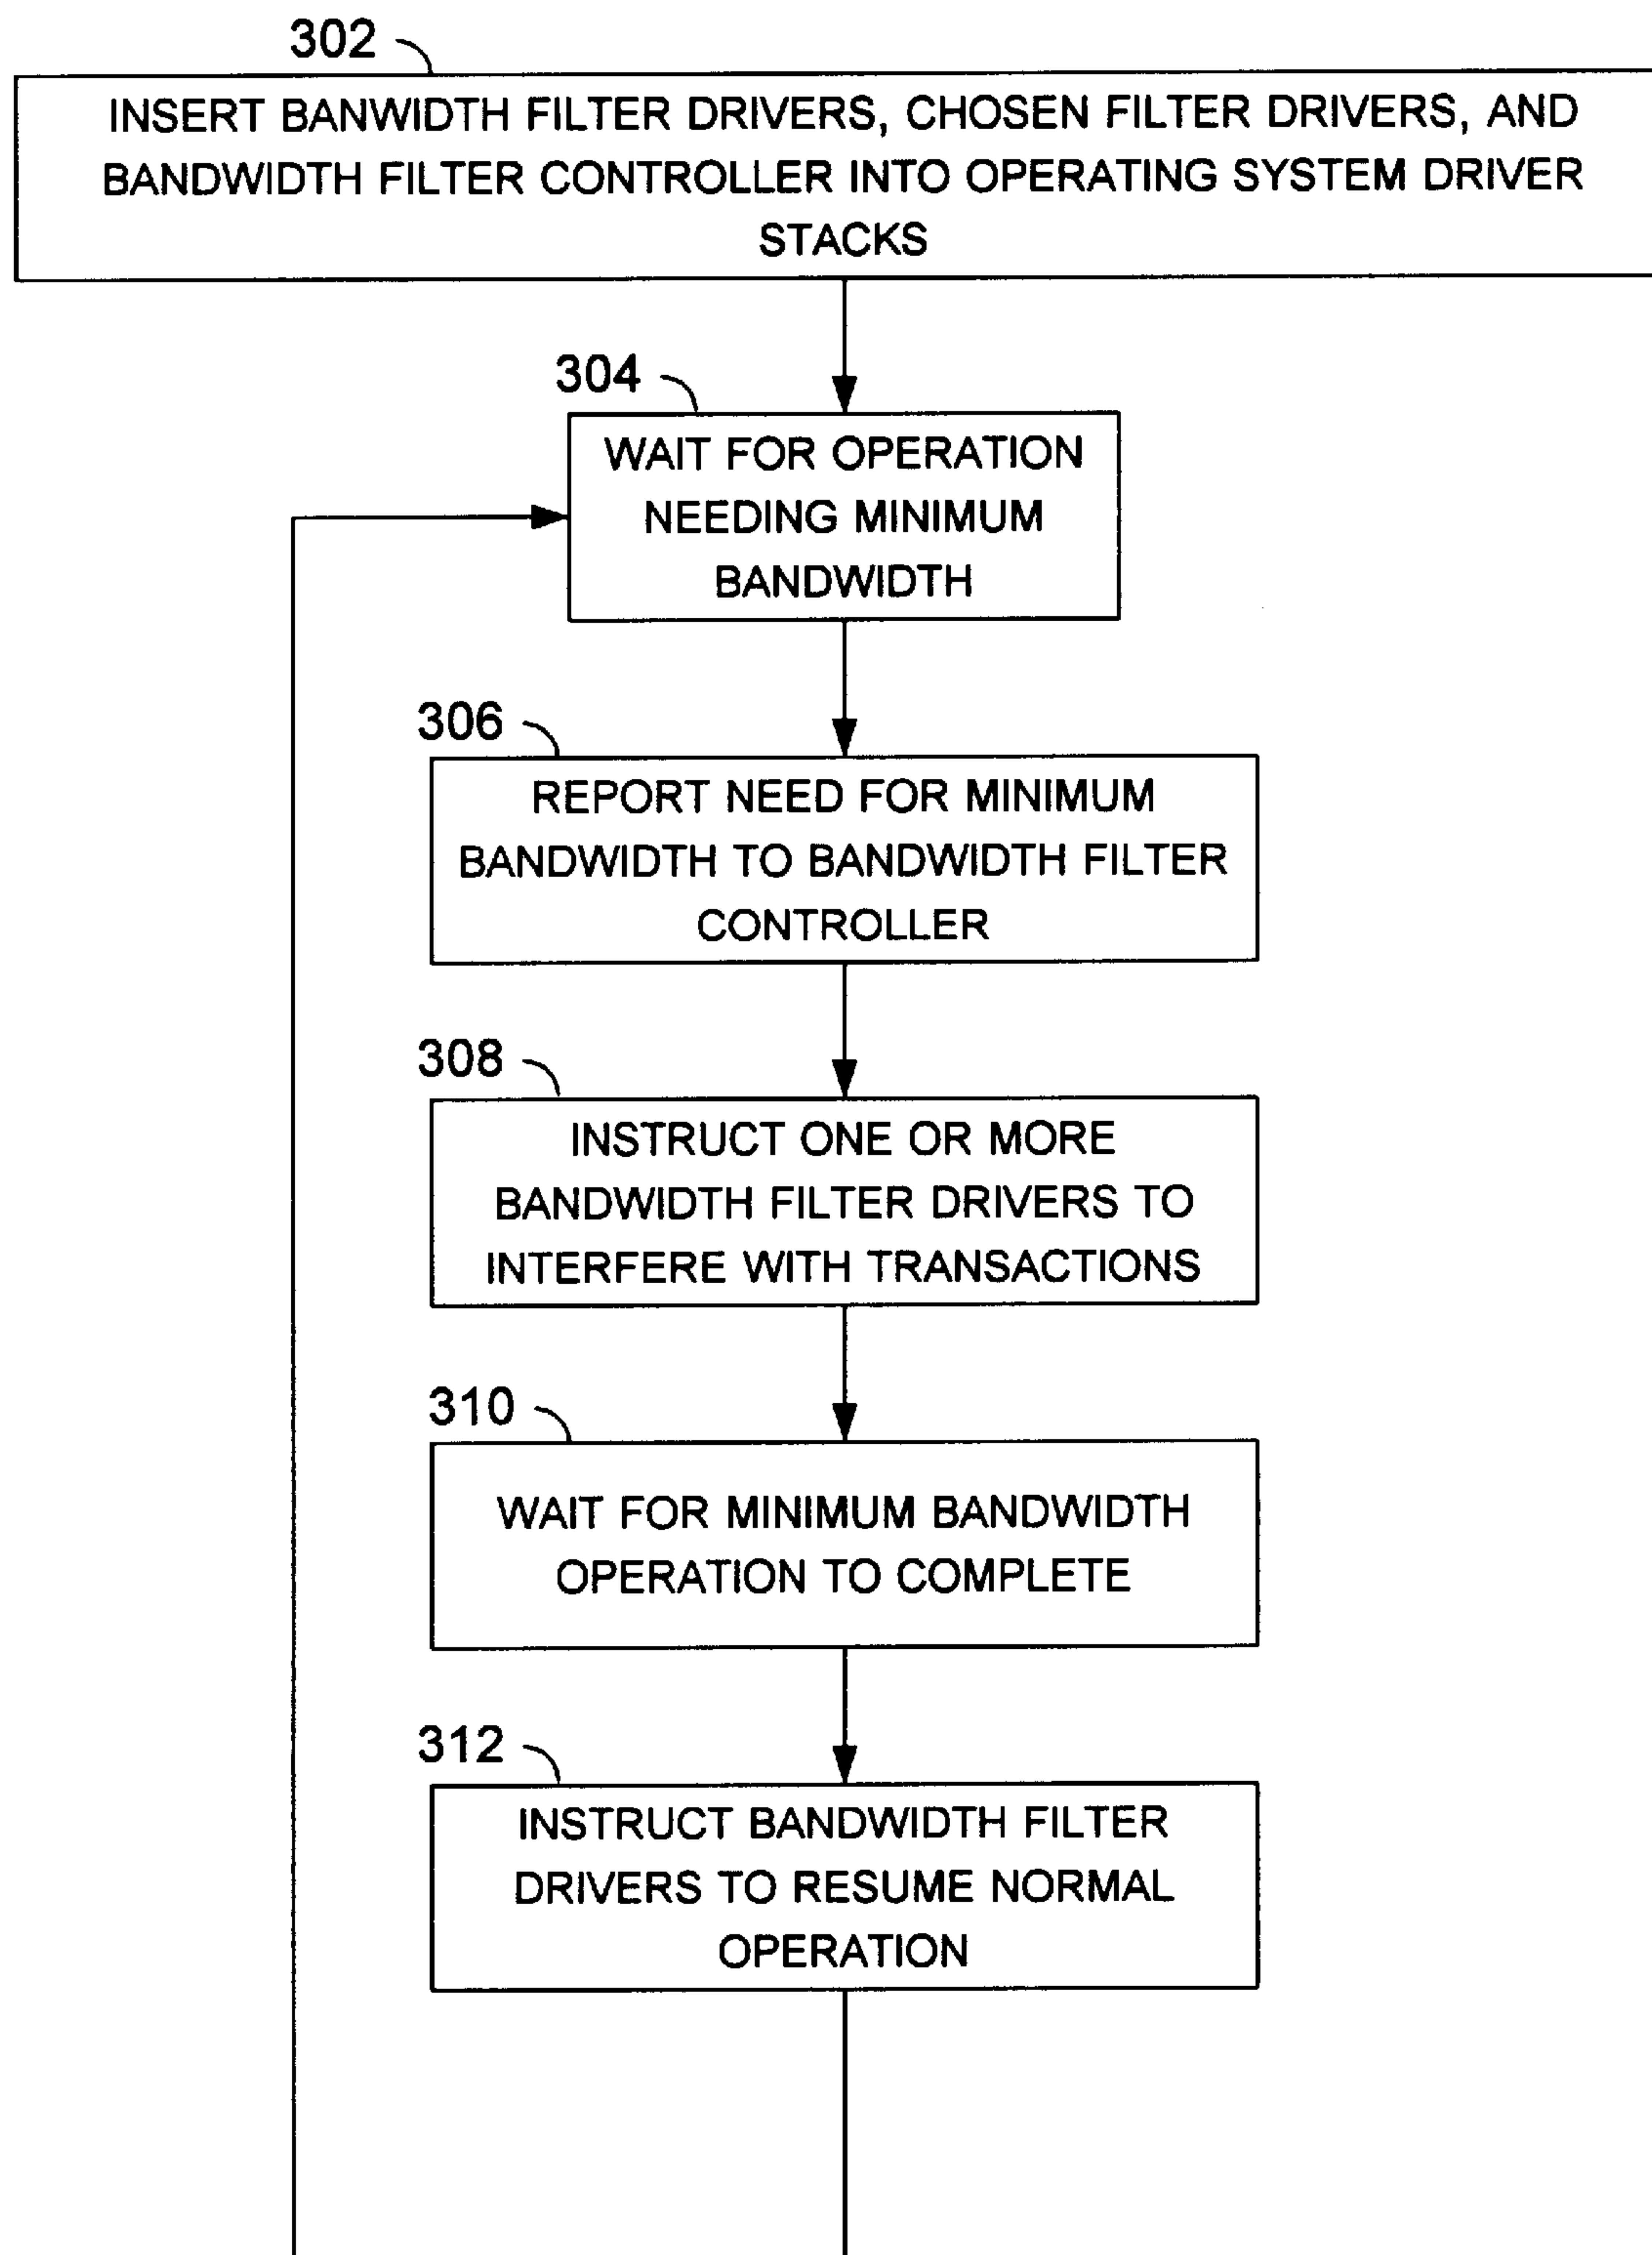 302
INSERT BANWIDTH FILTER DRIVERS, CHOSEN FILTER DRIVERS, AND
BANDWIDTH FILTER CONTROLLER INTO OPERATING SYSTEM DRIVER
STACKS
304
WAIT FOR OPERATION
NEEDING MINIMUM
BANDWIDTH
306
REPORT NEED FOR MINIMUM
BANDWIDTH TO BANDWIDTH FILTER
CONTROLLER
308
INSTRUCT ONE OR MORE
BANDWIDTH FILTER DRIVERS TO
INTERFERE WITH TRANSACTIONS
310
WAIT FOR MINIMUM BANDWIDTH
OPERATION TO COMPLETE
312
INSTRUCT BANDWIDTH FILTER
DRIVERS TO RESUME NORMAL
OPERATION